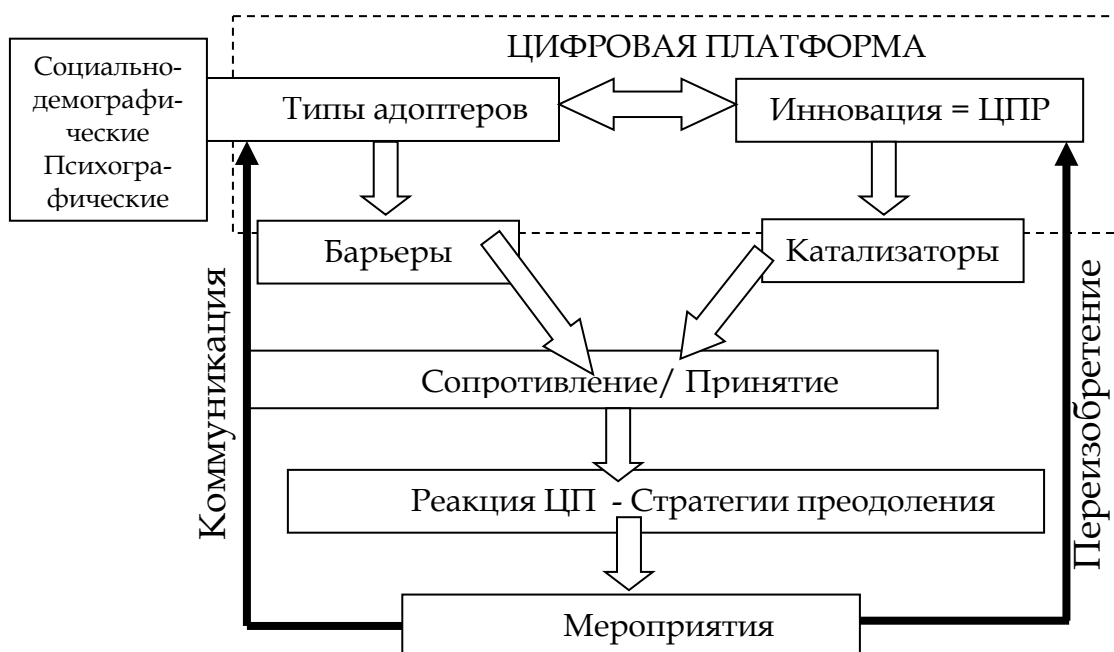 ЦИФРОВАЯ ПЛАТФОРМА
Социально-
демографи-
ческие
Психогра-
фические
Типы адоптеров
Инновация = ЦПР
Барьеры
Катализаторы
Коммуникация
Переизобретение
Сопротивление/ Принятие
Реакция ЦП - Стратегии преодоления
Мероприятия